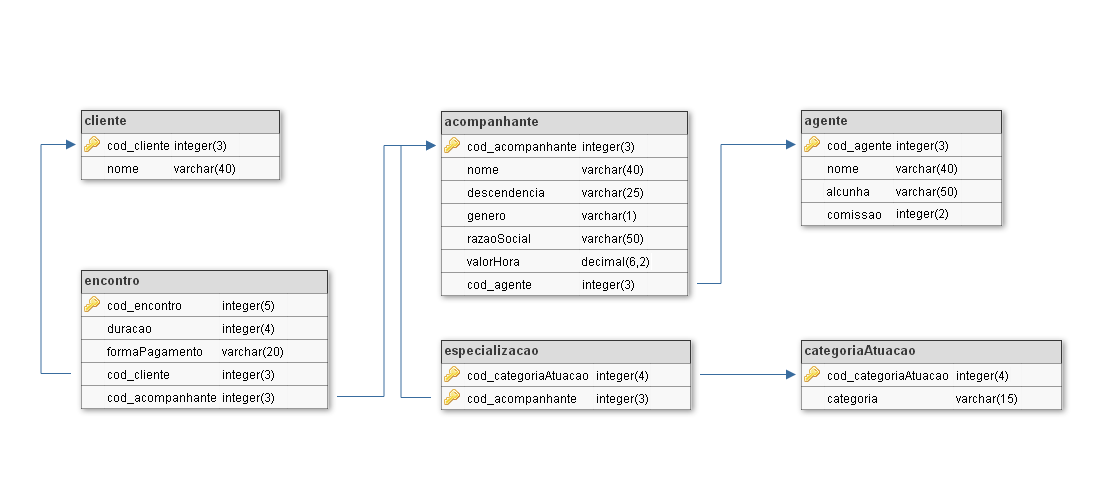 cliente
cod_cliente integer(3)
nome varchar(40)
acompanhante
cod_acompanhante integer(3)
nome varchar(40)
descendencia varchar(25)
genero varchar(1)
razaoSocial varchar(50)
valorHora decimal(6,2)
cod_agente integer(3)
agente
cod_agente integer(3)
nome varchar(40)
alcunha varchar(50)
comissao integer(2)
encontro
cod_encontro integer(5)
duracao integer(4)
formaPagamento varchar(20)
cod_cliente integer(3)
cod_acompanhante integer(3)
especializacao
cod_categoriaAtuacao integer(4)
cod_acompanhante integer(3)
categoriaAtuacao
cod_categoriaAtuacao integer(4)
categoria varchar(15)